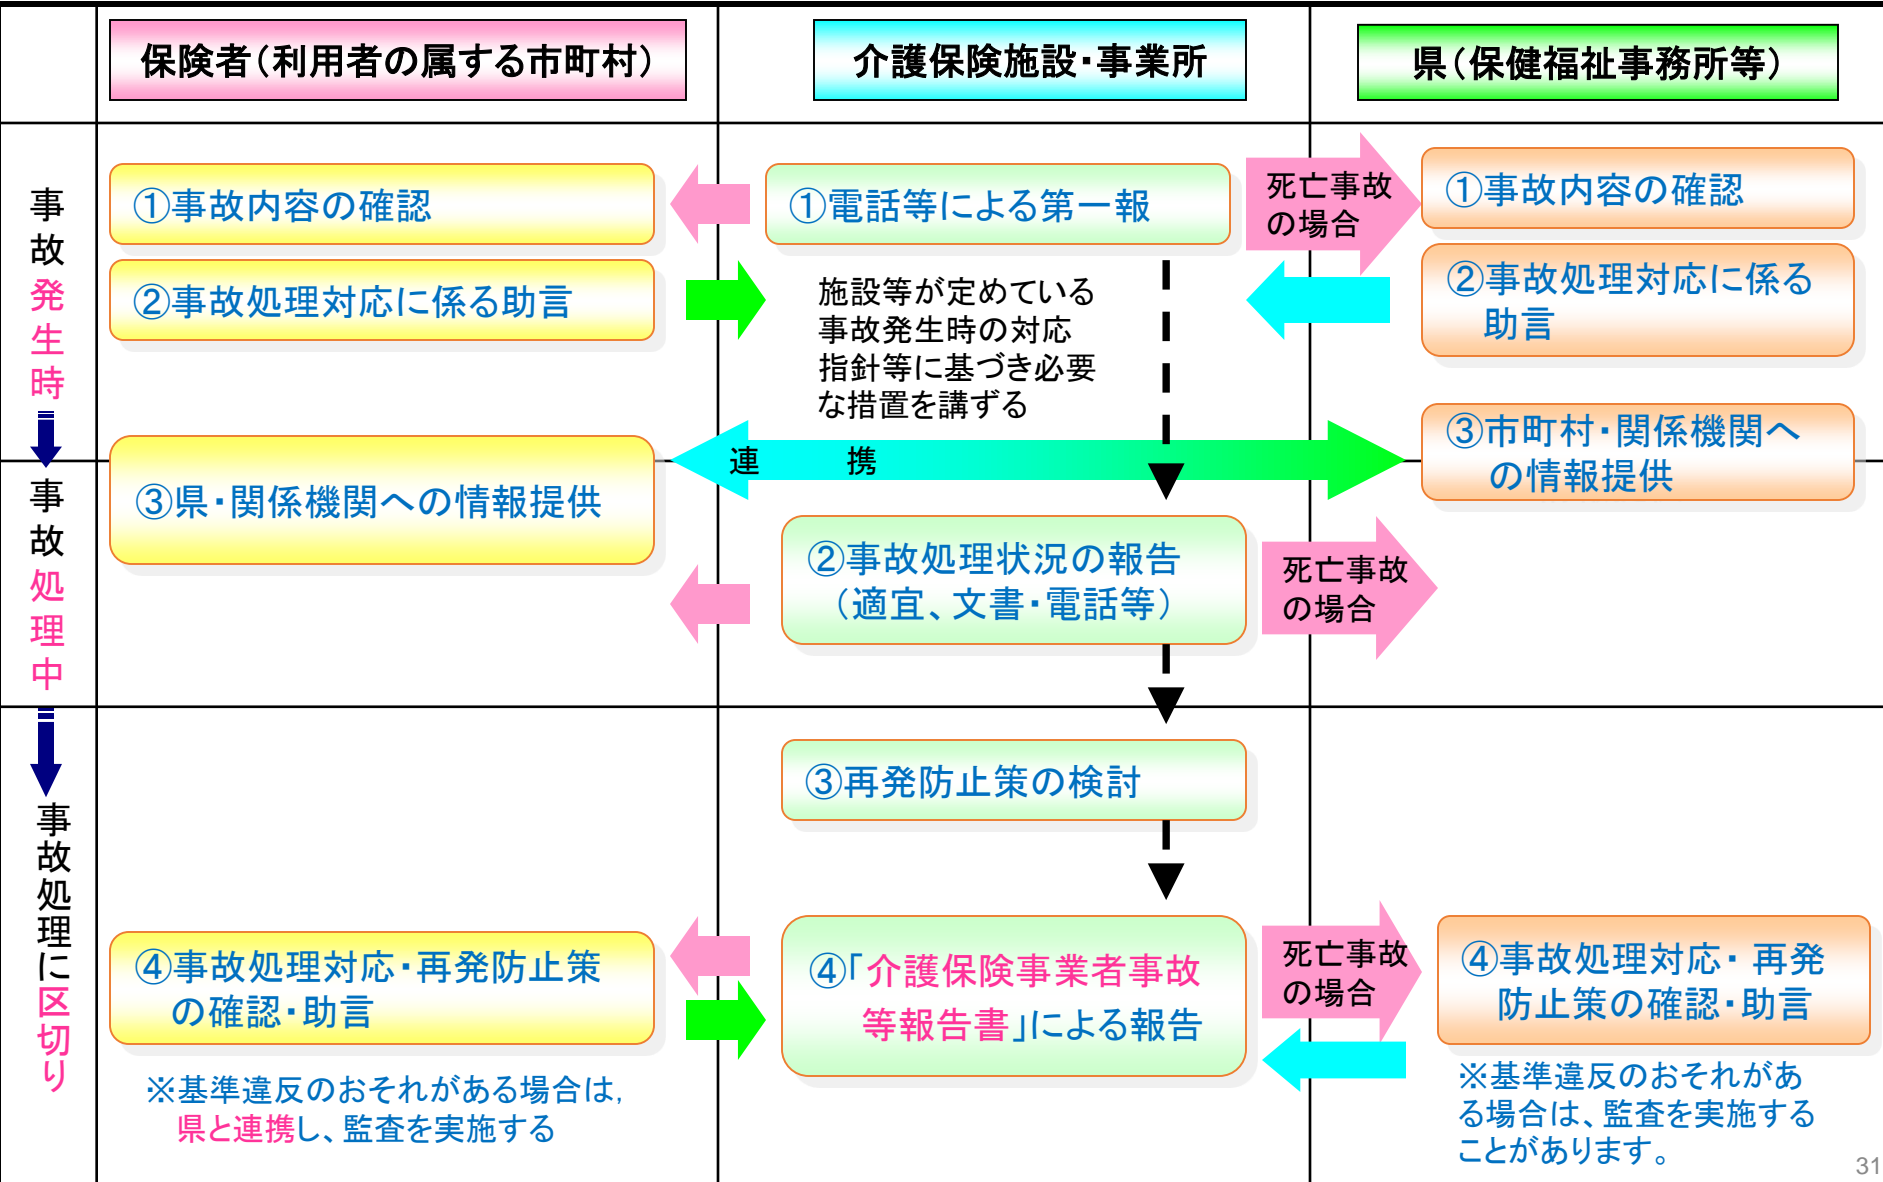 保険者(利用者の属する市町村)
介護保険施設・事業所
県(保健福祉事務所等)
事故発生時
①事故内容の確認
①電話等による第一報
死亡事故
の場合
①事故内容の確認
②事故処理対応に係る助言
施設等が定めている
事故発生時の対応
指針等に基づき必要
な措置を講ずる
②事故処理対応に係る
助言
連 携
③市町村・関係機関へ
の情報提供
事故処理中
③県・関係機関への情報提供
②事故処理状況の報告
(適宜、文書・電話等)
死亡事故
の場合
事故処理に区切り
③再発防止策の検討
④事故処理対応・再発防止策
の確認・助言
④「介護保険事業者事故
等報告書」による報告
死亡事故
の場合
④事故処理対応・ 再発
防止策の確認・助言
※基準違反のおそれがある場合は,
県と連携し、監査を実施する
※基準違反のおそれがあ
る場合は、監査を実施する
ことがあります。
31